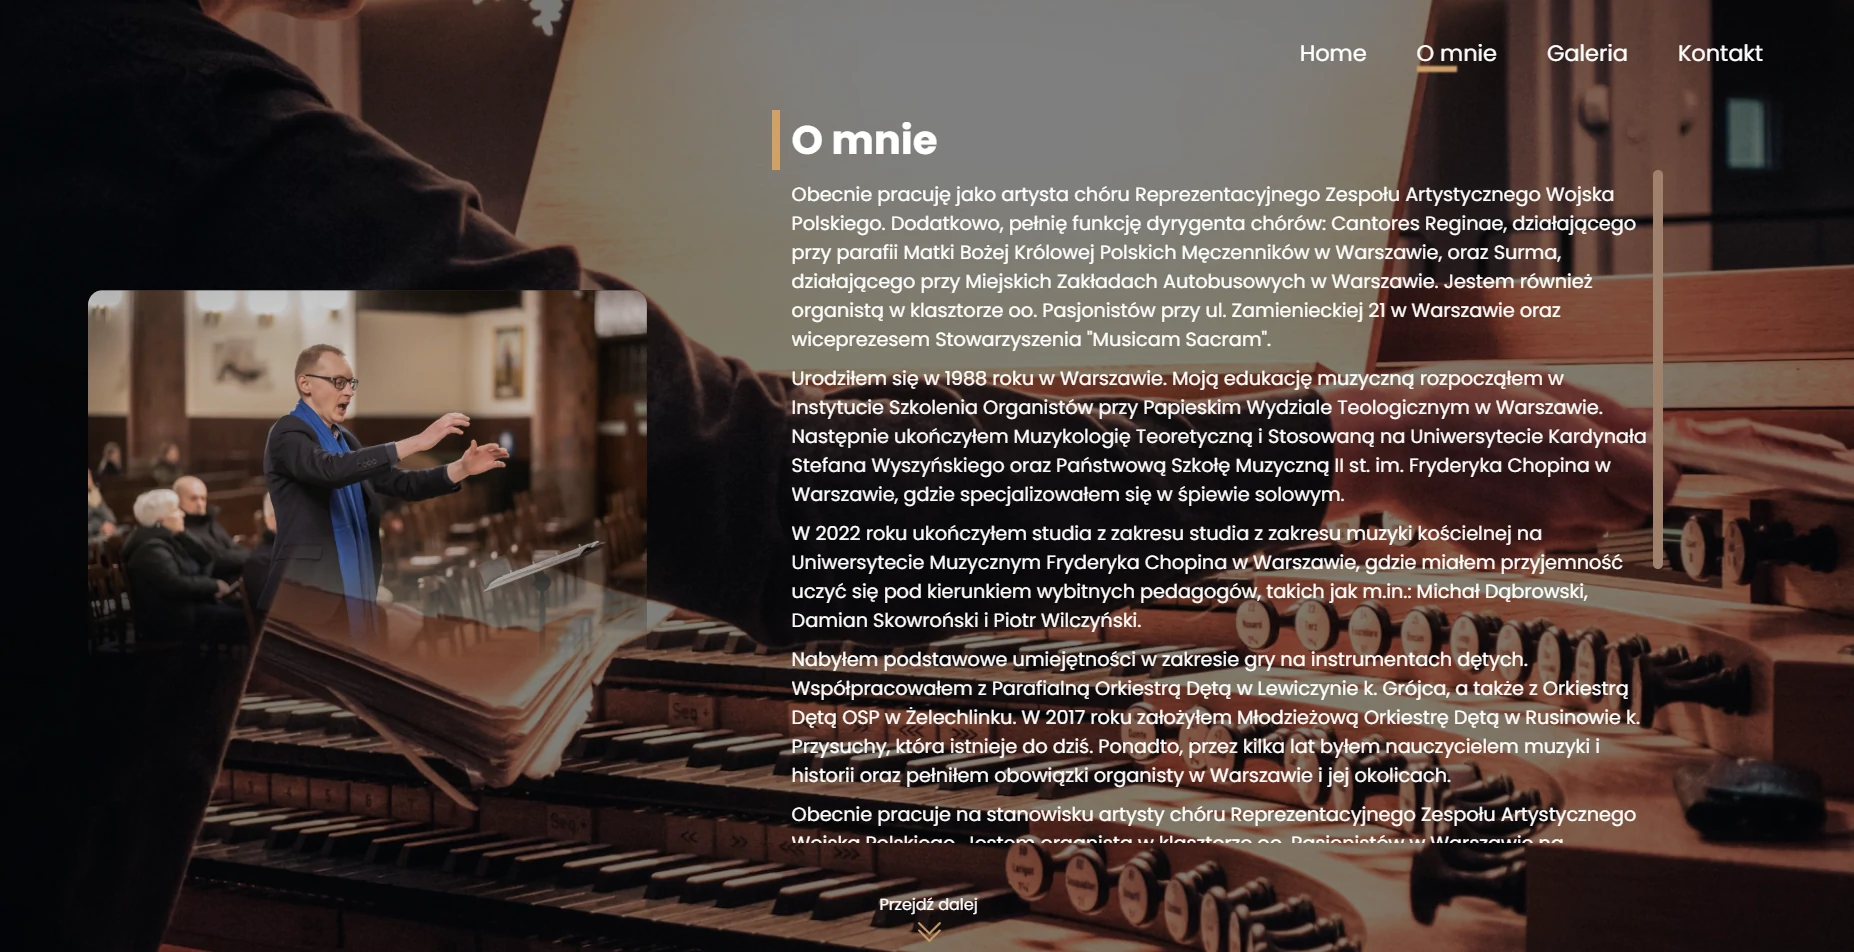 Home O mnie Galeria Kontakt
O mnie
Obecnie pracuję jako artysta chóru Reprezentacyjnego Zespołu Artystycznego Wojska
Polskiego. Dodatkowo, pełnię funkcję dyrygenta chórów: Cantores Reginae, działającego
przy parafii Matki Bożej Królowej Polskich Męczenników w Warszawie, oraz Surma,
działającego przy Miejskich Zakładach Autobusowych w Warszawie. Jestem również
organistą w klasztorze oo. Pasjonistów przy ul. Zamienieckiej 21 w Warszawie oraz
wiceprezesem Stowarzyszenia "Musicam Sacram".
Urodziłem się w 1988 roku w Warszawie. Moją edukację muzyczną rozpocząłem w
Instytucie Szkolenia Organistów przy Papieskim Wydziale Teologicznym w Warszawie.
Następnie ukończyłem Muzykologię Teoretyczną i Stosowaną na Uniwersytecie Kardynała
Stefana Wyszyńskiego oraz Państwową Szkołę Muzyczną II st. im. Fryderyka Chopina w
Warszawie, gdzie specjalizowałem się w śpiewie solowym.
W 2022 roku ukończyłem studia z zakresu studia z zakresu muzyki kościelnej na
Uniwersytecie Muzycznym Fryderyka Chopina w Warszawie, gdzie miałem przyjemność
uczyć się pod kierunkiem wybitnych pedagogów, takich jak m.in.: Michał Dąbrowski,
Damian Skowroński i Piotr Wilczyński.
Nabyłem podstawowe umiejętności w zakresie gry na instrumentach dętych.
Współpracowałem z Parafialną Orkiestrą Dętą w Lewiczynie k. Grójca, a także z Orkiestrą
Dętą OSP w Żelechlinku. W 2017 roku założyłem Młodzieżową Orkiestrę Dętą w Rusinowie k.
Przysuchy, która istnieje do dziś. Ponadto, przez kilka lat byłem nauczycielem muzyki i
historii oraz pełniłem obowiązki organisty w Warszawie i jej okolicach.
Obecnie pracuje na stanowisku artysty chóru Reprezentacyjnego Zespołu Artystycznego
Wojska Polskiego. Jestem organistą w klasztorze oo. Pasjonistów w Warszawie na
Przejdź dalej